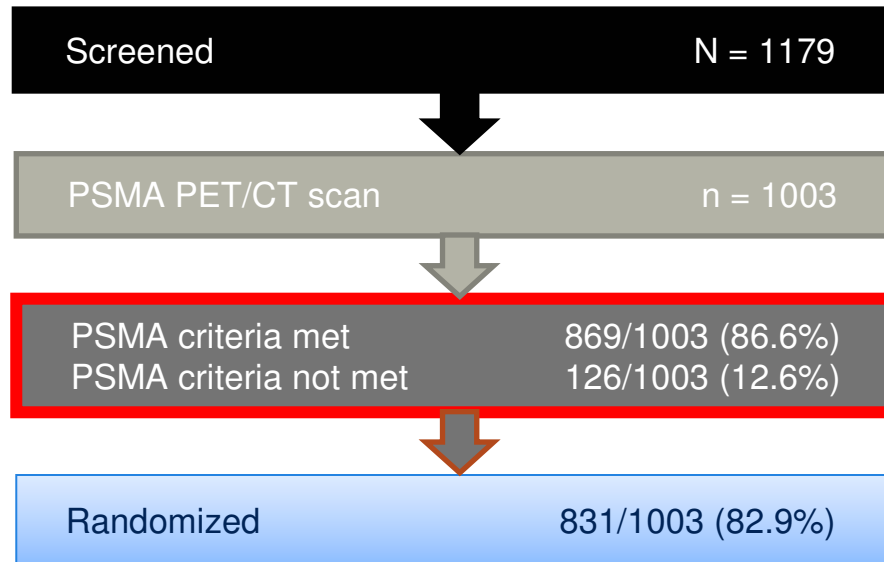 Screened N = 1179
PSMA PET/CT scan n = 1003
PSMA criteria met 869/1003 (86.6%)
PSMA criteria not met 126/1003 (12.6%)
Randomized 831/1003 (82.9%)